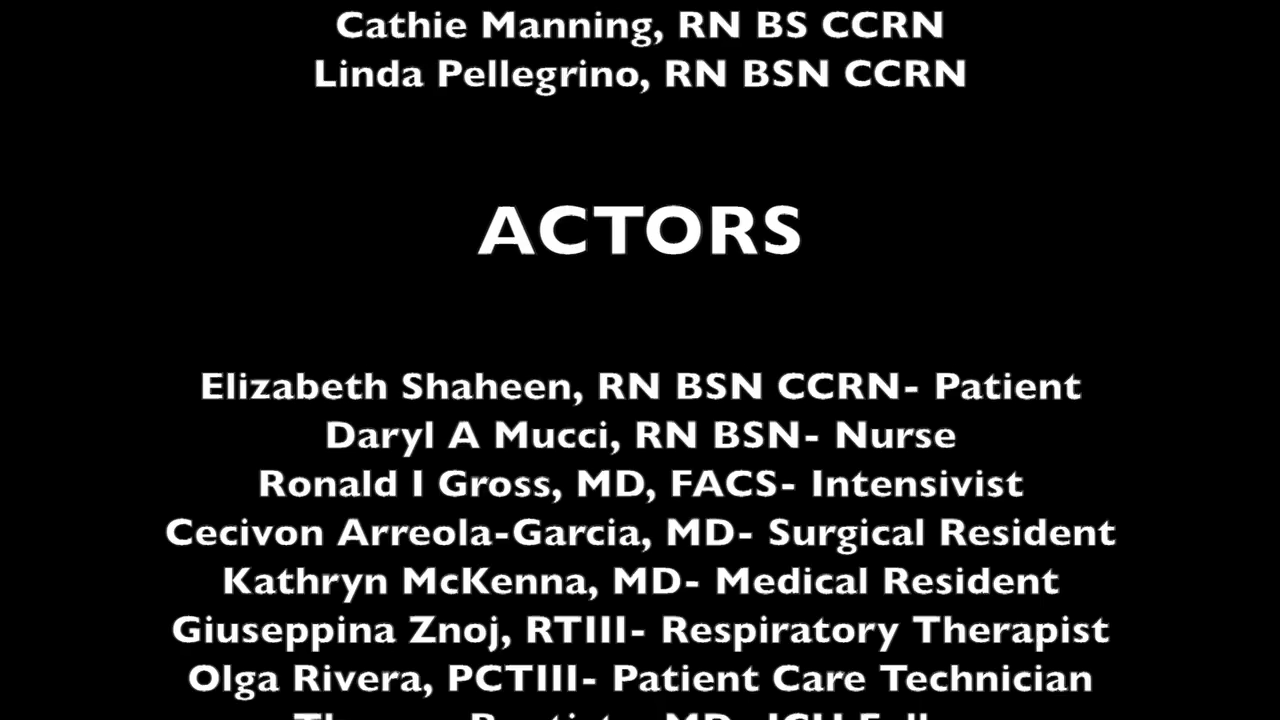 Cathie Manning, RN BS CCRN
Linda Pellegrino, RN BSN CCRN
ACTORS
Elizabeth Shaheen, RN BSN CCRN- Patient
Daryl A Mucci, RN BSN- Nurse
Ronald I Gross, MD, FACS- Intensivist
Cecivon Arreola-Garcia, MD- Surgical Resident
Kathryn McKenna, MD- Medical Resident
Giuseppina Znoj, RTIII- Respiratory Therapist
Olga Rivera, PCTIII- Patient Care Technician